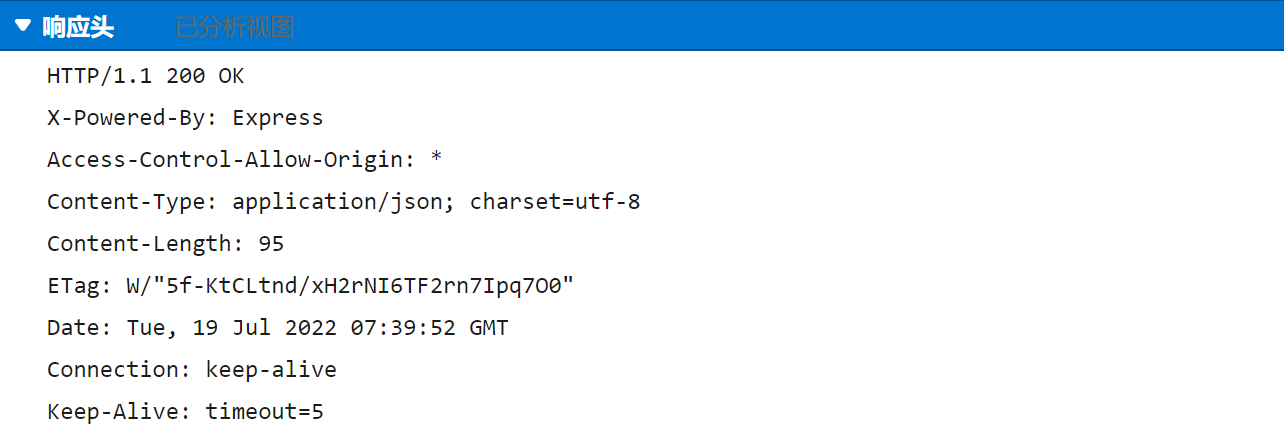 响应头 已分析视图
HTTP/1.1 200 OK
X-Powered-By: Express
Access-Control-Allow-Origin: *
Content-Type: application/json; charset=utf-8
Content-Length: 95
ETag: W/"5f-KtCLtnd/xH2rNI6TF2rn7Ipq7O0"
Date: Tue, 19 Jul 2022 07:39:52 GMT
Connection: keep-alive
Keep-Alive: timeout=5